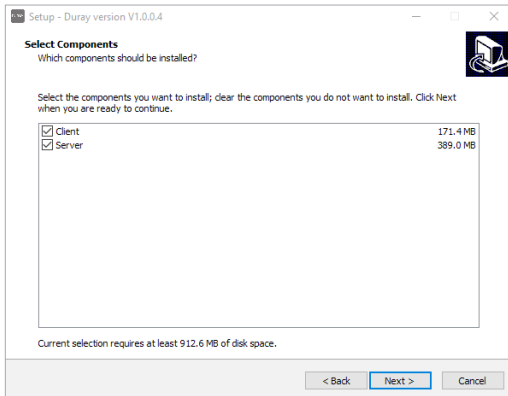 Setup - Duray version V1.0.0.4
Select Components
Which components should be installed?
Select the components you want to install; clear the components you do not want to install. Click Next
when you are ready to continue.
Client 171.4 MB
Server 389.0 MB
Current selection requires at least 912.6 MB of disk space.
< Back Next > Cancel